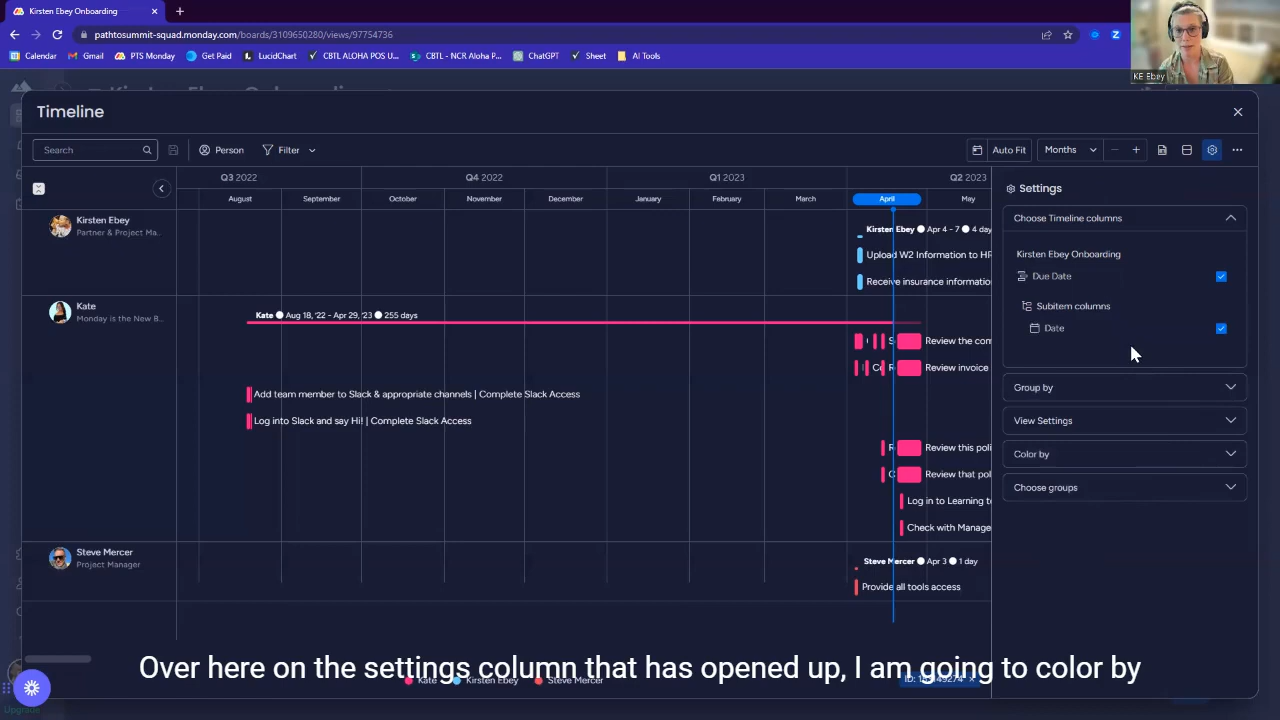 Kirsten Ebey Onboarding
pathtosummit-squad.monday.com/boards/3109650280/views/97754736
Calendar
Gmail
PTS Monday
Get Paid
LucidChart
CBTL ALOHA POS U...
CBTL - NCR Aloha P...
ChatGPT
Sheet
AI Tools
KE Ebey
Timeline
Search
Person
Filter
Auto Fit
Months
Q3 2022
Q4 2022
Q1 2023
Q2 2023
August
September
October
November
December
January
February
April
May
Kirsten Ebey
Partner & Project Ma...
Kirsten Ebey Apr 4 - 7 4 day
Upload W2 Information to HR
Receive insurance informatio
Kate
Monday is the New B...
Kate Aug 18, '22 - Apr 29, '23 255 days
Review the com
Review invoice
Add team member to Slack & appropriate channels | Complete Slack Access
Log into Slack and say Hi! | Complete Slack Access
Review this poli
Review that pol
Log in to Learning t
Check with Manage
Steve Mercer
Project Manager
Steve Mercer Apr 3 1 day
Provide all tools access
Settings
Choose Timeline columns
Kirsten Ebey Onboarding
Due Date
Subitem columns
Date
Group by
View Settings
Color by
Choose groups
Over here on the settings column that has opened up, I am going to color by
Kate
Kirsten Ebey
Steve Mercer
Upgrade